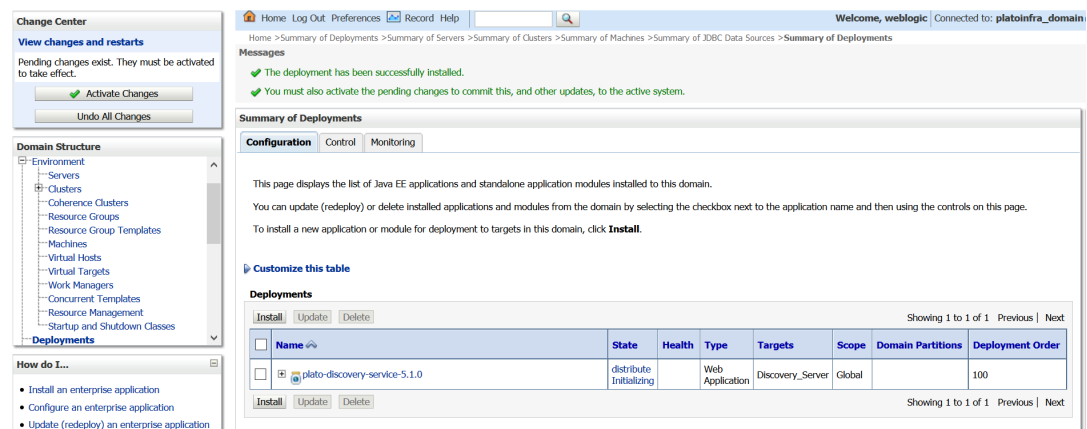 Change Center
View changes and restarts
Pending changes exist. They must be activated
to take effect.
Activate Changes
Undo All Changes
Domain Structure
Environment
Servers
Clusters
Coherence Clusters
Resource Groups
Resource Group Templates
Machines
Virtual Hosts
Virtual Targets
Work Managers
Concurrent Templates
Resource Management
Startup and Shutdown Classes
Deployments
How do I...
Install an enterprise application
Configure an enterprise application
Update (redeploy) an enterprise application
Home Log Out Preferences Record Help
Welcome, weblogic Connected to: platoinfra_domain
Home >Summary of Deployments >Summary of Servers >Summary of Clusters >Summary of Machines >Summary of JDBC Data Sources >Summary of Deployments
Messages
The deployment has been successfully installed.
You must also activate the pending changes to commit this, and other updates, to the active system.
Summary of Deployments
Configuration Control Monitoring
This page displays the list of Java EE applications and standalone application modules installed to this domain.
You can update (redeploy) or delete installed applications and modules from the domain by selecting the checkbox next to the application name and then using the controls on this page.
To install a new application or module for deployment to targets in this domain, click Install.
Customize this table
Deployments
Install Update Delete Showing 1 to 1 of 1 Previous | Next
Name State Health Type Targets Scope Domain Partitions Deployment Order
plato-discovery-service-5.1.0 distribute Initializing Web Application Discovery_Server Global 100
Install Update Delete Showing 1 to 1 of 1 Previous | Next